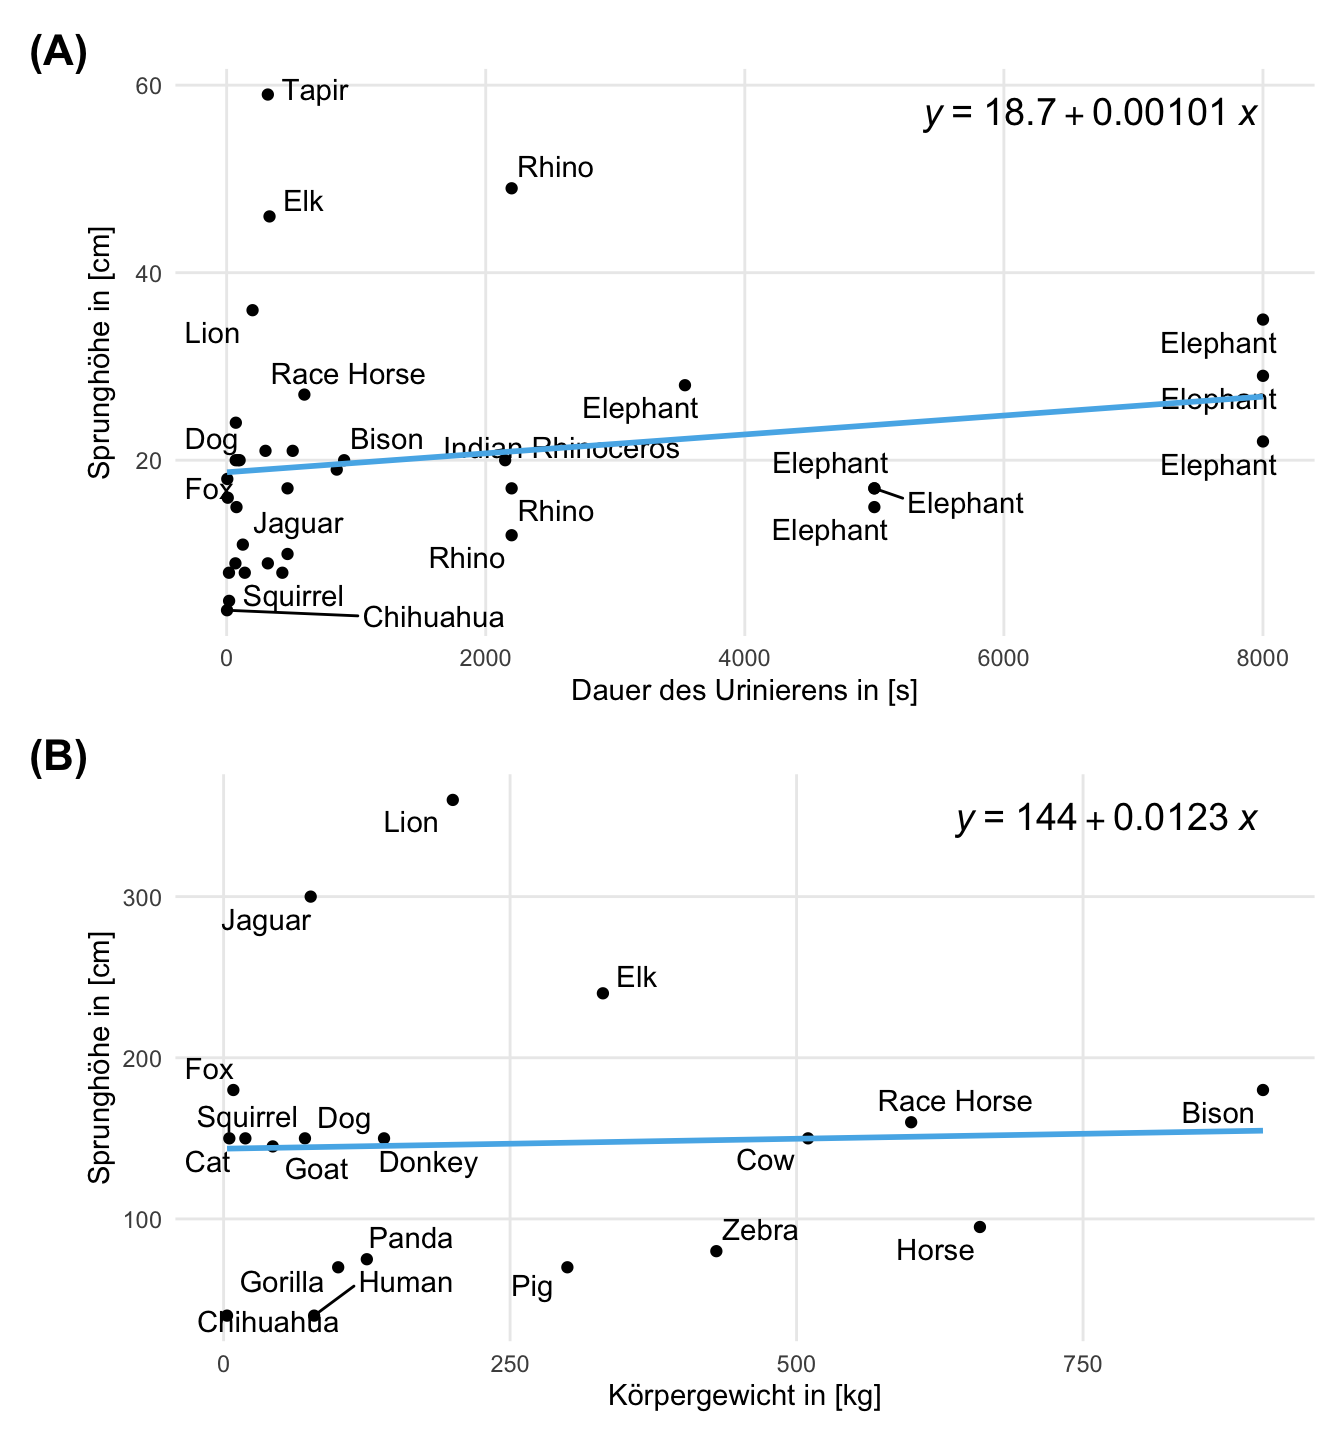 (A)
60
40
20
Sprunghöhe in [cm]
y = 18.7 + 0.00101 x
Tapir
Rhino
Elk
Lion
Elephant
Race Horse
Elephant
Elephant
Dog
Bison
Indian Rhinoceros
Elephant
Elephant
Fox
Elephant
Rhino
Jaguar
Elephant
Rhino
Squirrel
Chihuahua
0 2000 4000 6000 8000
Dauer des Urinierens in [s]
(B)
300
200
100
Sprunghöhe in [cm]
y = 144 + 0.0123 x
Lion
Jaguar
Elk
Fox
Race Horse
Bison
Squirrel
Dog
Cat
Goat
Donkey
Cow
Zebra
Panda
Horse
Gorilla
Human
Pig
Chihuahua
0 250 500 750
Körpergewicht in [kg]